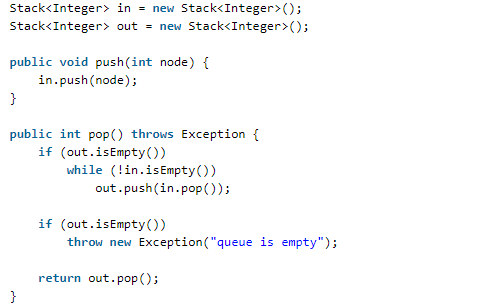 Stack<Integer> in = new Stack<Integer>();
Stack<Integer> out = new Stack<Integer>();

public void push(int node) {
    in.push(node);
}

public int pop() throws Exception {
    if (out.isEmpty())
        while (!in.isEmpty())
            out.push(in.pop());

    if (out.isEmpty())
        throw new Exception("queue is empty");

    return out.pop();
}